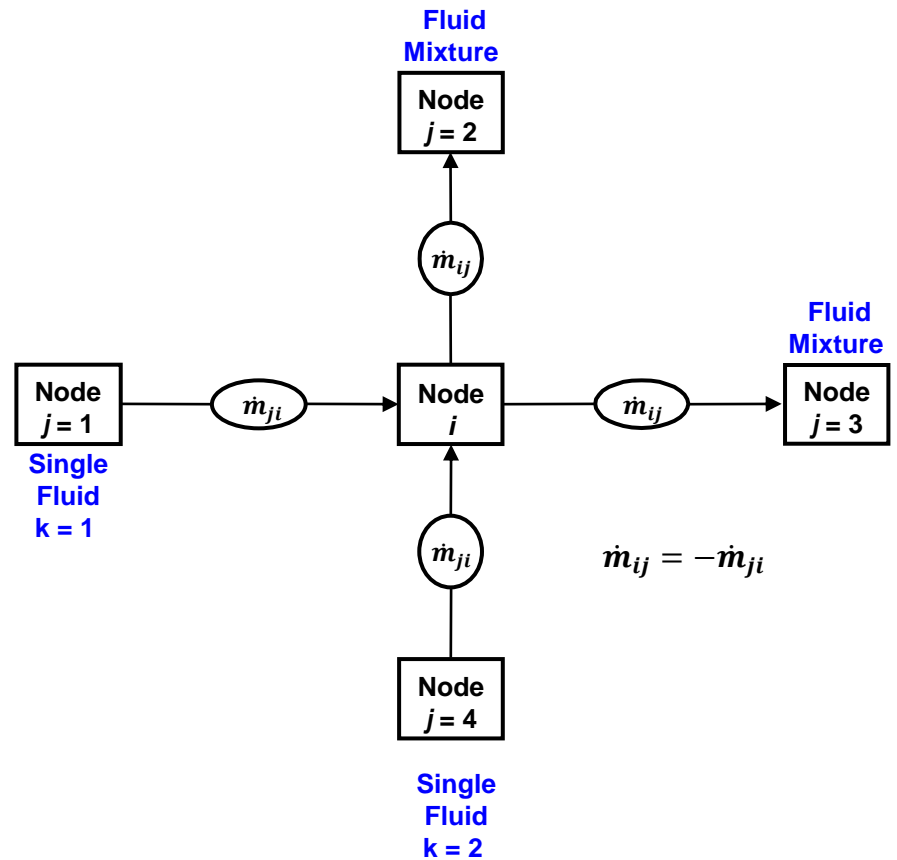 Fluid
Mixture
Node
j = 2
ṁij
Fluid
Mixture
Node
j = 1
ṁji
Node
i
ṁij
Node
j = 3
Single
Fluid
k = 1
ṁji
ṁij = −ṁji
Node
j = 4
Single
Fluid
k = 2